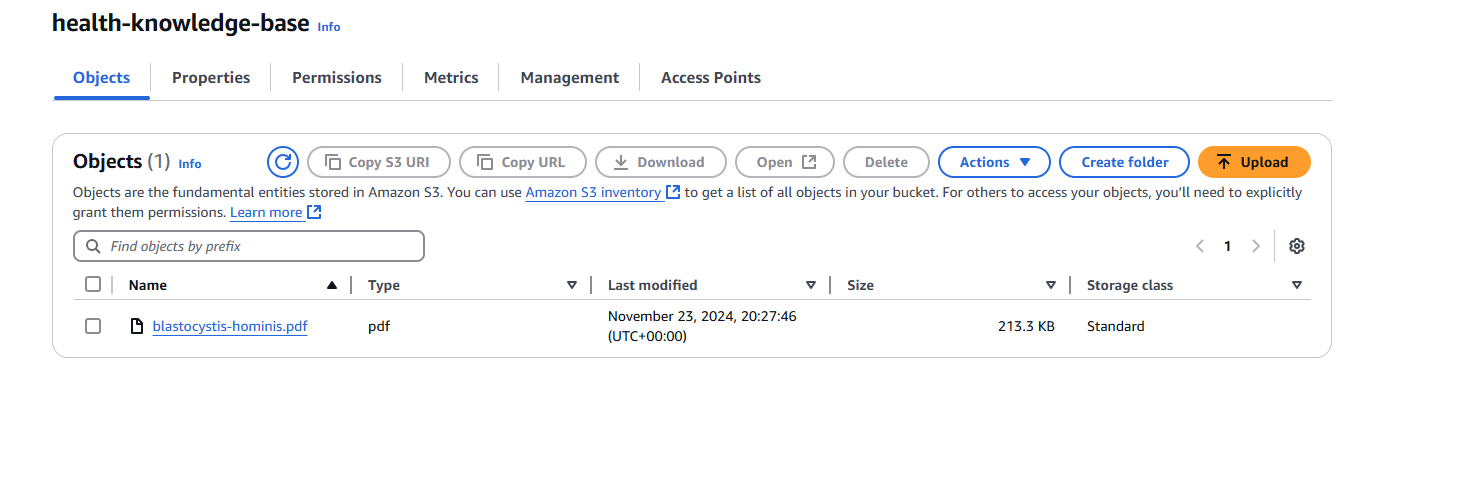 health-knowledge-base Info
Objects Properties Permissions Metrics Management Access Points
Objects (1) Info Copy S3 URI Copy URL Download Open Delete Actions Create folder Upload
Objects are the fundamental entities stored in Amazon S3. You can use Amazon S3 inventory to get a list of all objects in your bucket. For others to access your objects, you’ll need to explicitly
grant them permissions. Learn more
Find objects by prefix 1
Name Type Last modified Size Storage class
blastocystis-hominis.pdf pdf November 23, 2024, 20:27:46 213.3 KB Standard
(UTC+00:00)